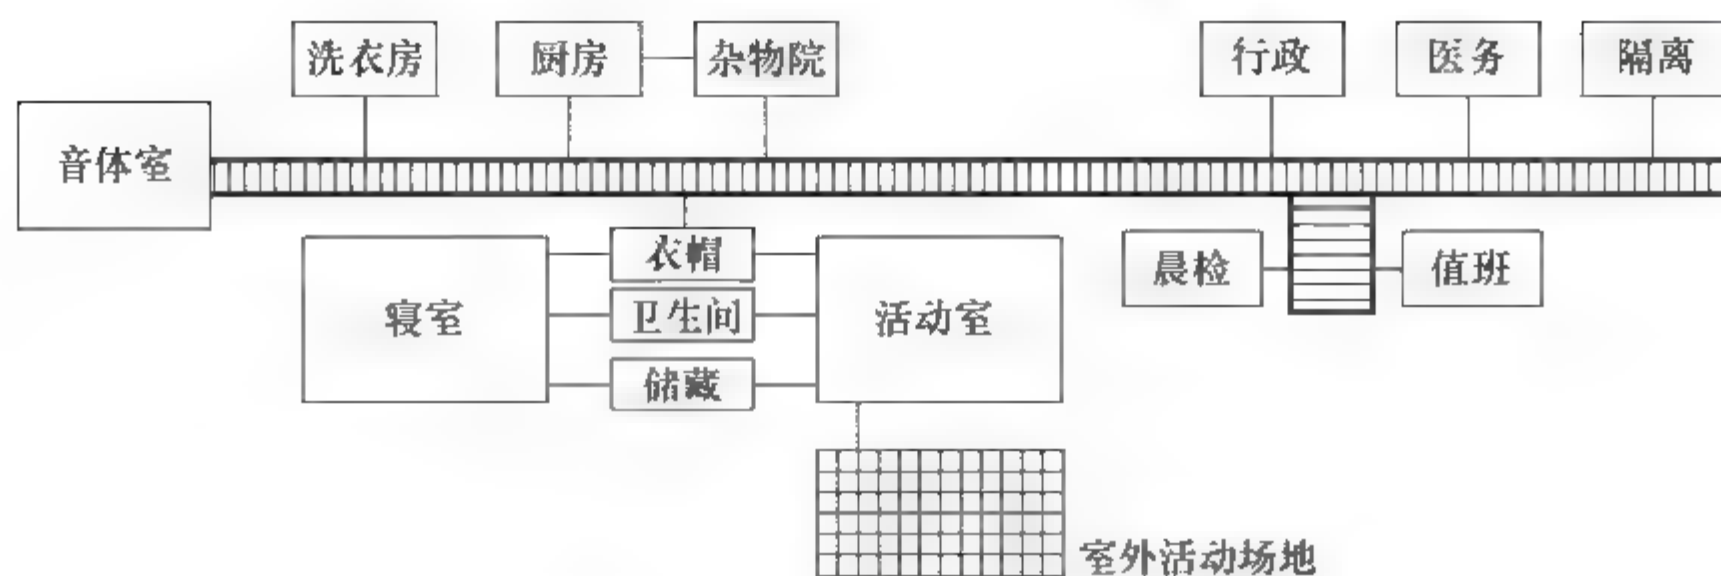 洗衣房
厨房
杂物院
行政
医务
隔离
音体室
衣帽
寝室
卫生间
活动室
储藏
晨检
值班
室外活动场地